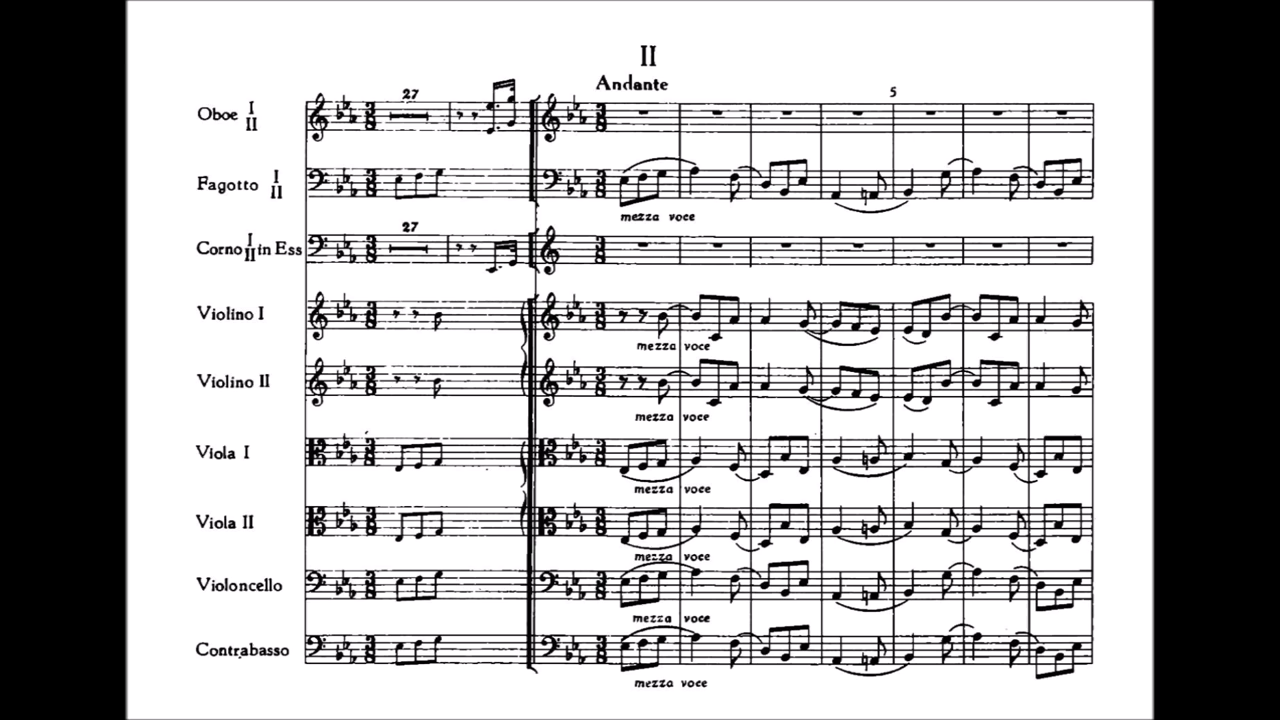 II
Andante
27
5
Oboe I
II
Fagotto I
II
mezza voce
27
Corno I
II in Ess
Violino I
mezza voce
Violino II
mezza voce
Viola I
mezza voce
Viola II
mezza voce
Violoncello
mezza voce
Contrabasso
mezza voce